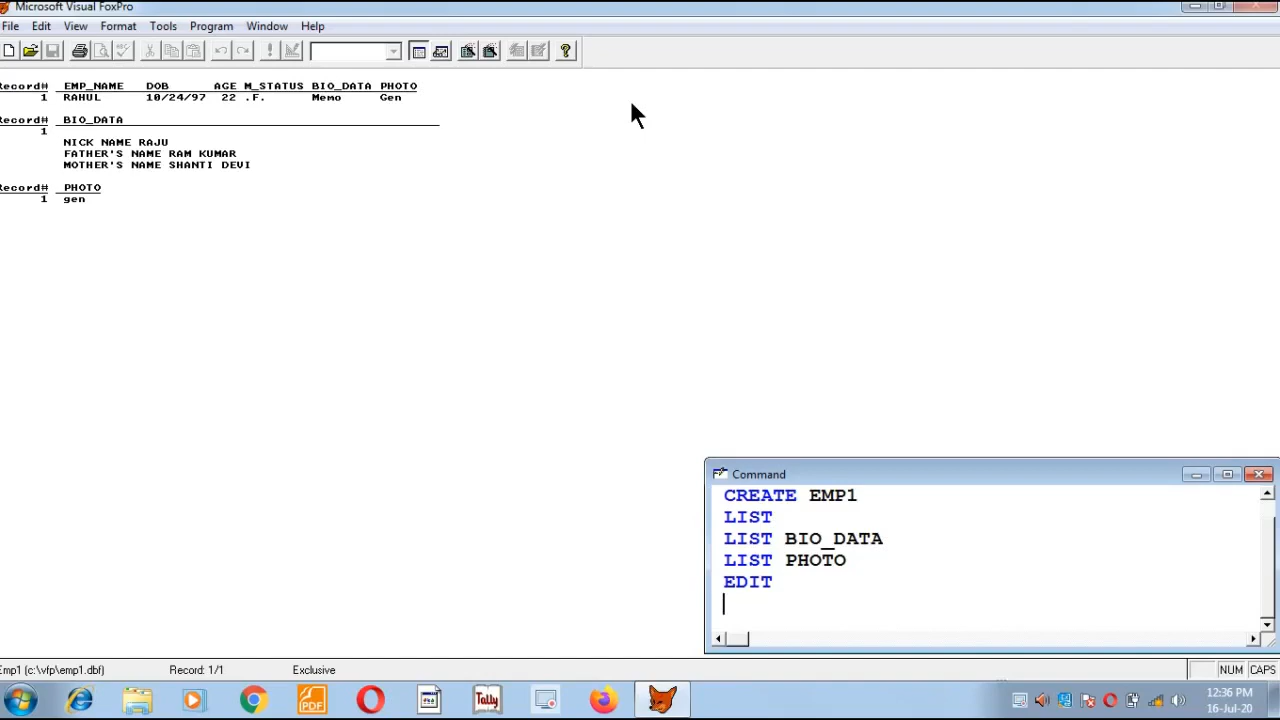 Microsoft Visual FoxPro
File Edit View Format Tools Program Window Help
Record# EMP_NAME DOB AGE M_STATUS BIO_DATA PHOTO
1 RAHUL 10/24/97 22 .F. Memo Gen
Record# BIO_DATA
1
NICK NAME RAJU
FATHER'S NAME RAM KUMAR
MOTHER'S NAME SHANTI DEVI
Record# PHOTO
1 gen
Command
CREATE EMP1
LIST
LIST BIO_DATA
LIST PHOTO
EDIT
Emp1 (c:\vfp\emp1.dbf) Record: 1/1 Exclusive NUM CAPS
PDF Tally
12:36 PM
16-Jul-20